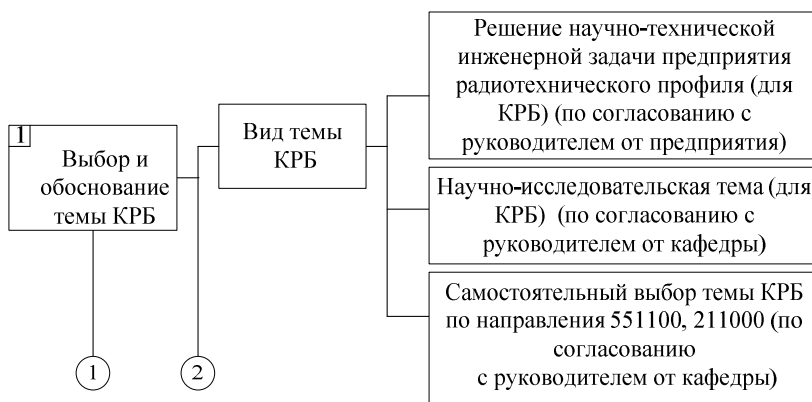 1
Выбор и
обоснование
темы КРБ
Вид темы
КРБ
Решение научно-технической
инженерной задачи предприятия
радиотехнического профиля (для
КРБ) (по согласованию с
руководителем от предприятия)
Научно-исследовательская тема (для
КРБ) (по согласованию с
руководителем от кафедры)
Самостоятельный выбор темы КРБ
по направления 551100, 211000 (по
согласованию
с руководителем от кафедры)
1
2